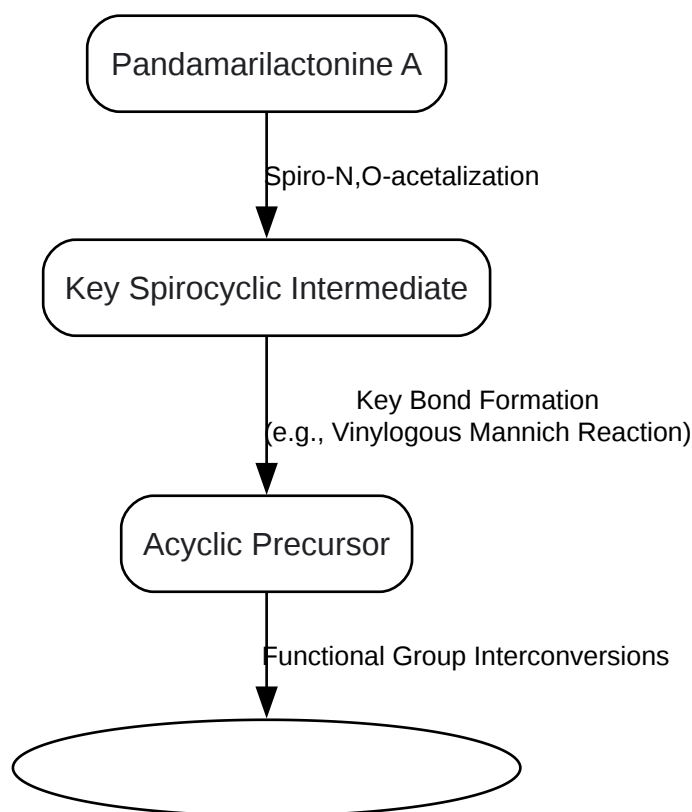 Pandamarilactonine A
Spiro-N,O-acetalization
Key Spirocyclic Intermediate
Key Bond Formation
(e.g., Vinylogous Mannich Reaction)
Acyclic Precursor
Functional Group Interconversions